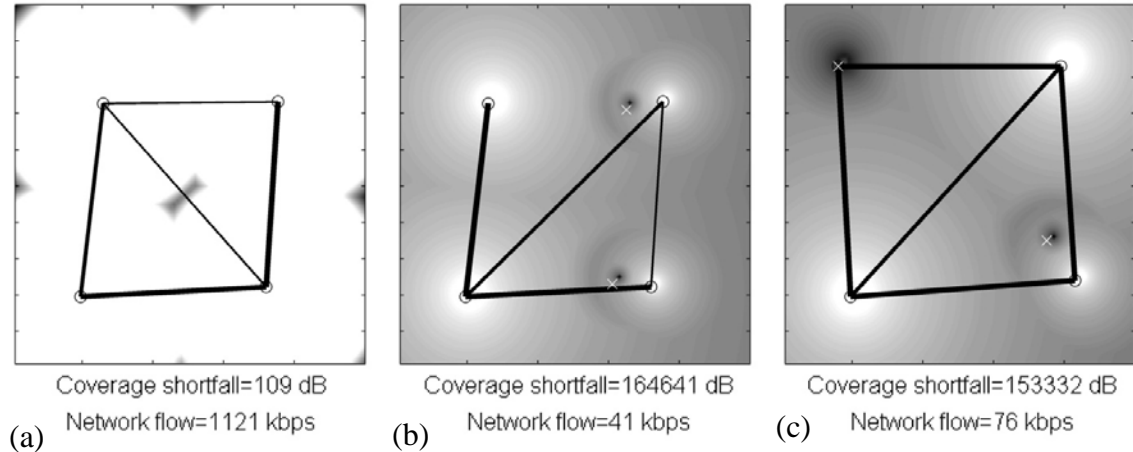 Coverage shortfall=109 dB
Network flow=1121 kbps
(a)
Coverage shortfall=164641 dB
Network flow=41 kbps
(b)
Coverage shortfall=153332 dB
Network flow=76 kbps
(c)